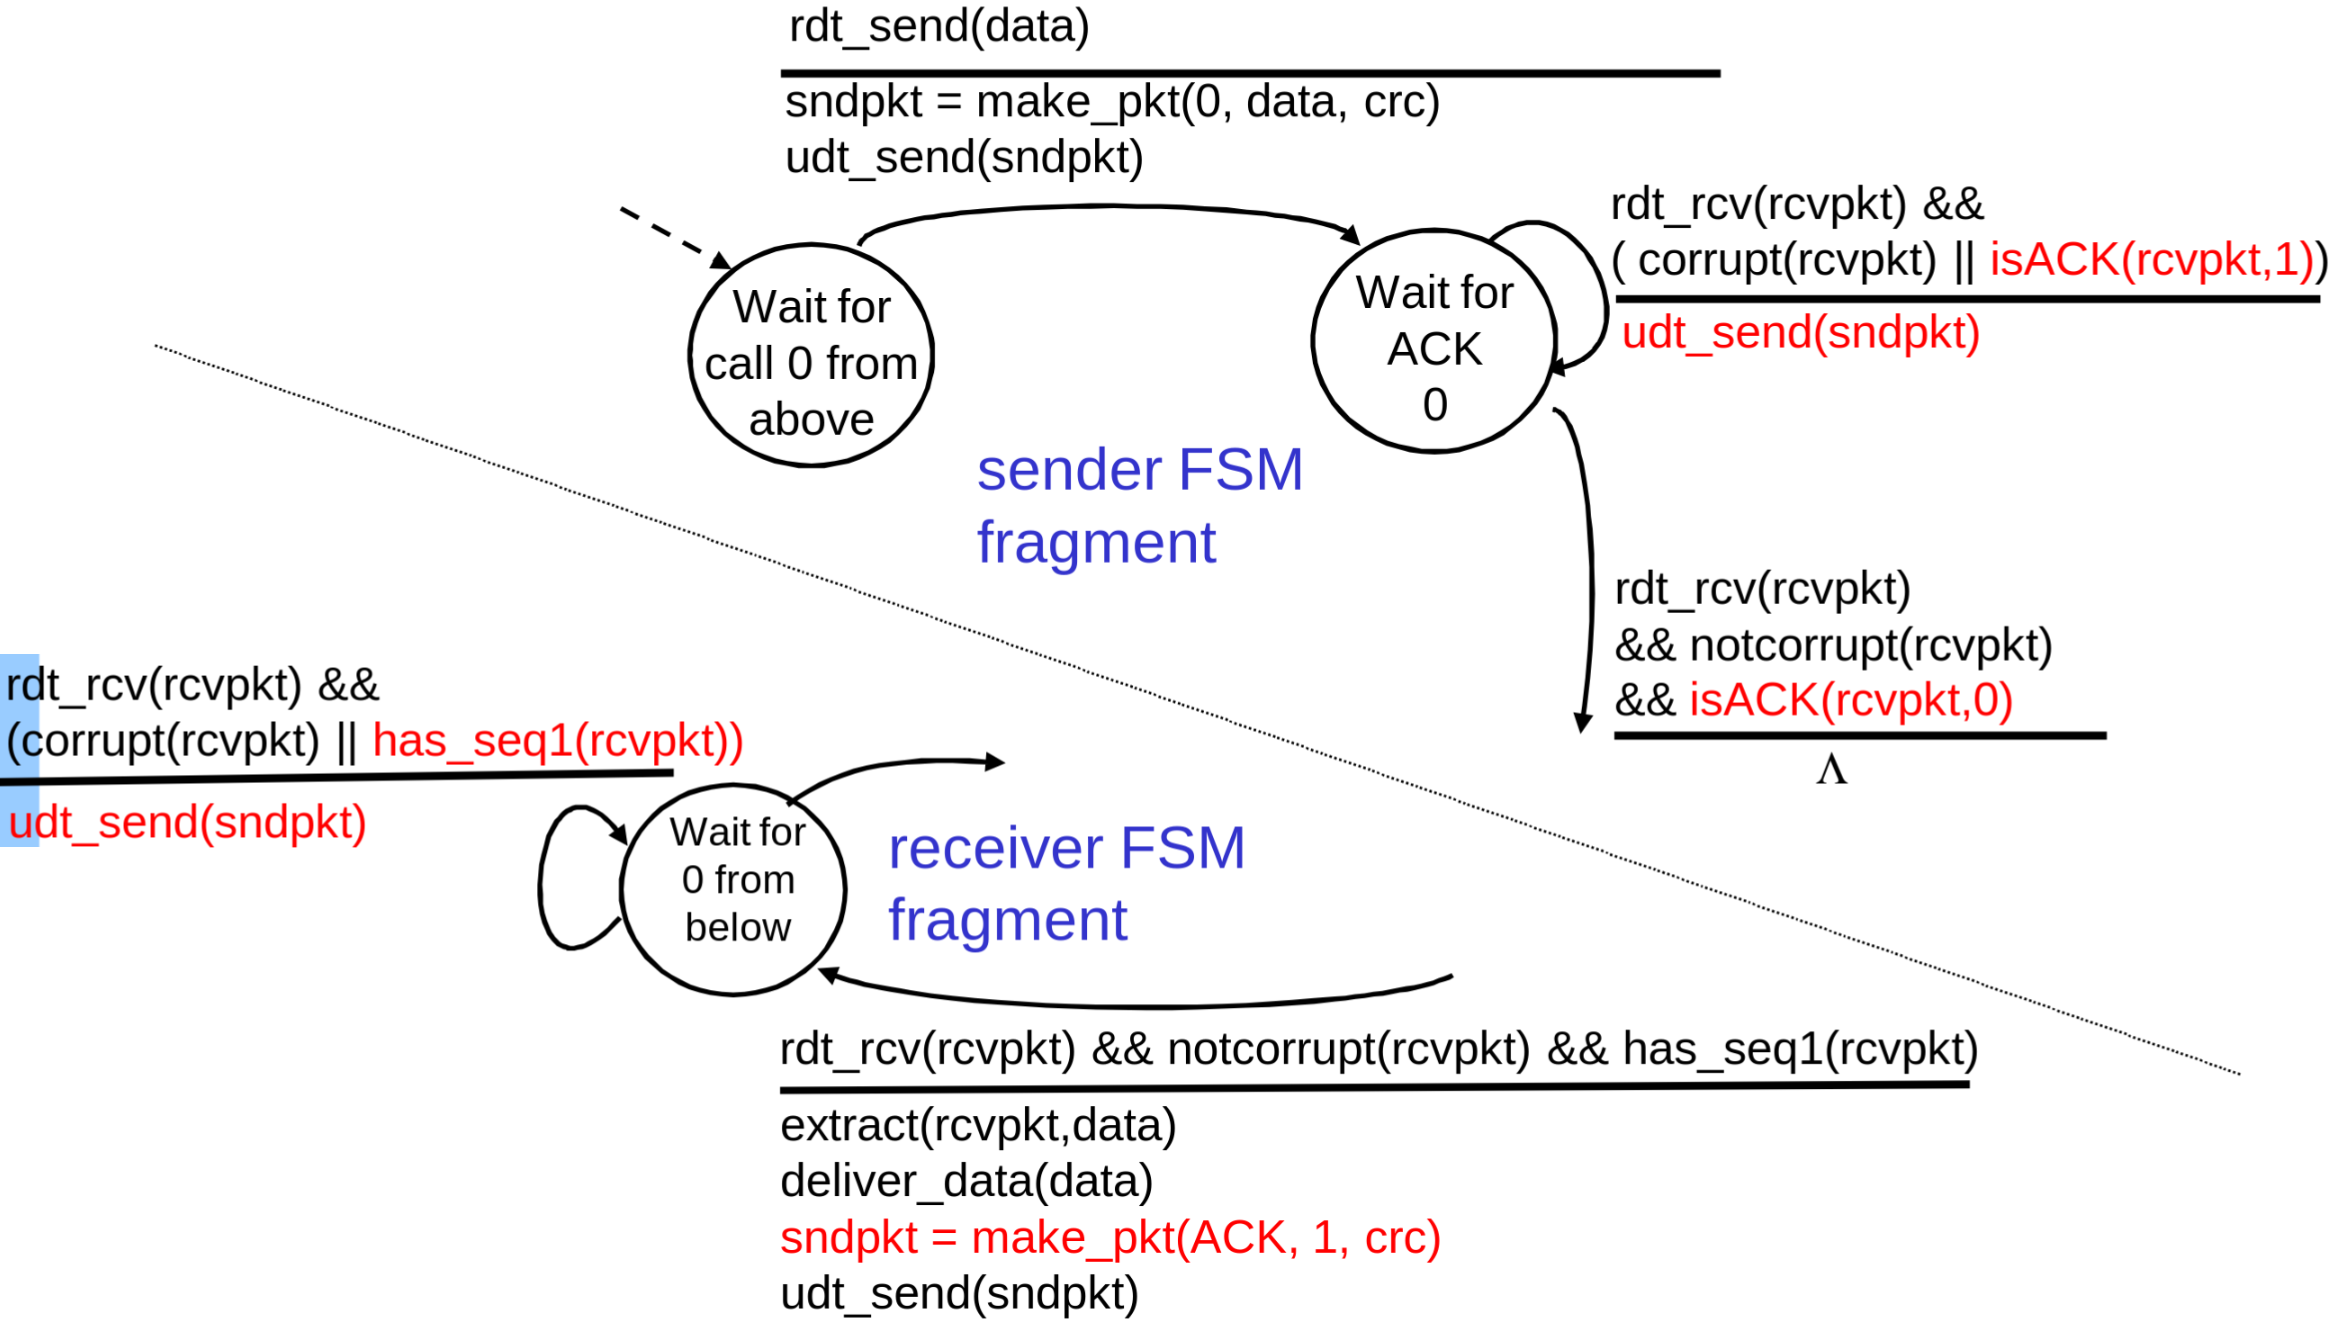 rdt_send(data)
sndpkt = make_pkt(0, data, crc)
udt_send(sndpkt)
Wait for
call 0 from
above
Wait for
ACK
0
rdt_rcv(rcvpkt) &&
( corrupt(rcvpkt) || isACK(rcvpkt,1))
udt_send(sndpkt)
sender FSM
fragment
rdt_rcv(rcvpkt)
&& notcorrupt(rcvpkt)
&& isACK(rcvpkt,0)
Λ
rdt_rcv(rcvpkt) &&
(corrupt(rcvpkt) || has_seq1(rcvpkt))
udt_send(sndpkt)
Wait for
0 from
below
receiver FSM
fragment
rdt_rcv(rcvpkt) && notcorrupt(rcvpkt) && has_seq1(rcvpkt)
extract(rcvpkt,data)
deliver_data(data)
sndpkt = make_pkt(ACK, 1, crc)
udt_send(sndpkt)